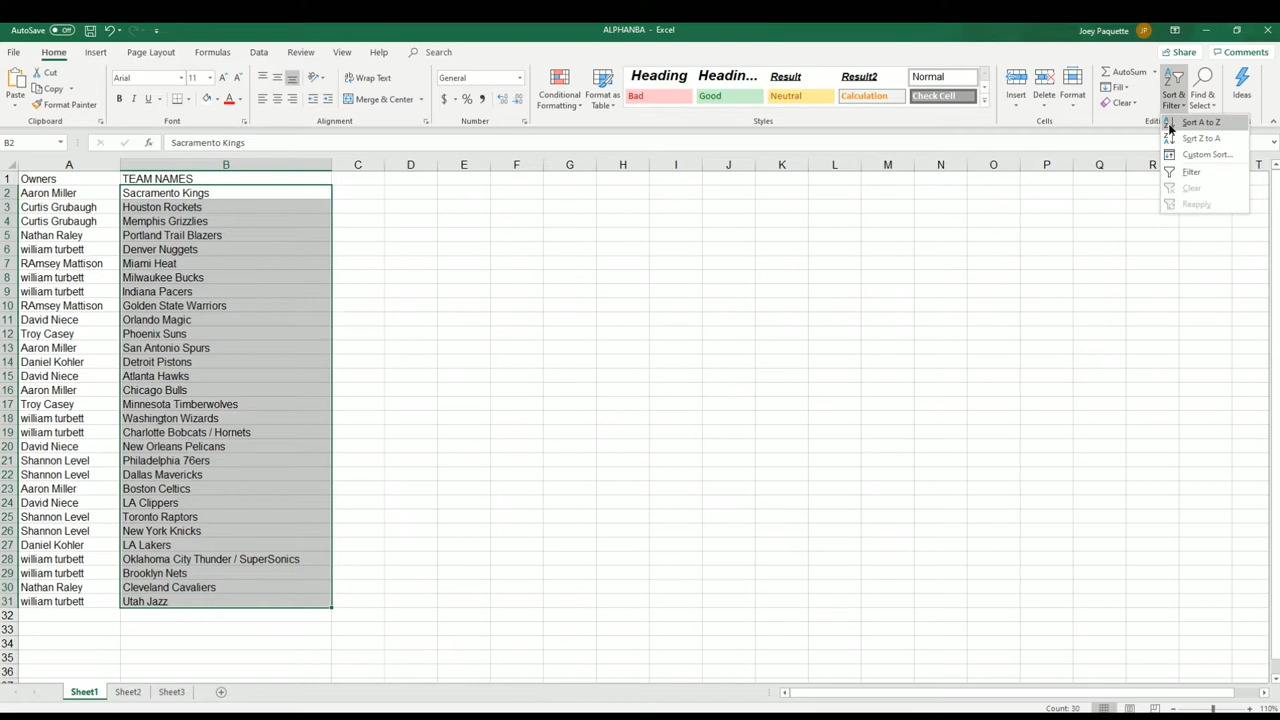 AutoSave Off ALPHANBA - Excel Joey Paquette JP
File Home Insert Page Layout Formulas Data Review View Help Search Share Comments
Paste Cut Copy Format Painter Clipboard
Arial 11 B I U Font
Wrap Text Merge & Center Alignment
General $ % Number
Conditional Formatting Format as Table
Heading Headin... Result Result2 Normal
Bad Good Neutral Calculation Check Cell
Styles
Insert Delete Format Cells
AutoSum Fill Clear Sort & Filter Find & Select Editi Ideas
Sort A to Z
Sort Z to A
Custom Sort...
Filter
Clear
Reapply
B2 Sacramento Kings
A B C D E F G H I J K L M N O P Q R T
1 Owners TEAM NAMES
2 Aaron Miller Sacramento Kings
3 Curtis Grubaugh Houston Rockets
4 Curtis Grubaugh Memphis Grizzlies
5 Nathan Raley Portland Trail Blazers
6 william turbett Denver Nuggets
7 RAmsey Mattison Miami Heat
8 william turbett Milwaukee Bucks
9 william turbett Indiana Pacers
10 RAmsey Mattison Golden State Warriors
11 David Niece Orlando Magic
12 Troy Casey Phoenix Suns
13 Aaron Miller San Antonio Spurs
14 Daniel Kohler Detroit Pistons
15 David Niece Atlanta Hawks
16 Aaron Miller Chicago Bulls
17 Troy Casey Minnesota Timberwolves
18 william turbett Washington Wizards
19 william turbett Charlotte Bobcats / Hornets
20 David Niece New Orleans Pelicans
21 Shannon Level Philadelphia 76ers
22 Shannon Level Dallas Mavericks
23 Aaron Miller Boston Celtics
24 David Niece LA Clippers
25 Shannon Level Toronto Raptors
26 Shannon Level New York Knicks
27 Daniel Kohler LA Lakers
28 william turbett Oklahoma City Thunder / SuperSonics
29 william turbett Brooklyn Nets
30 Nathan Raley Cleveland Cavaliers
31 william turbett Utah Jazz
32
33
34
35
36
Sheet1 Sheet2 Sheet3
Count: 30 110%